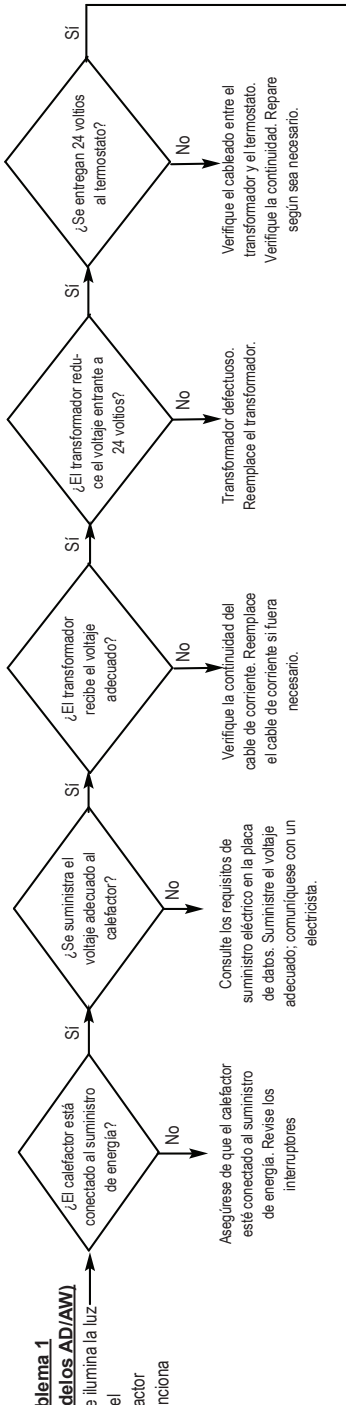 blema 1
delos AD/AW)
e ilumina la luz
el
actor
nciona
¿El calefactor está
conectado al suministro
de energía?
Sí
No
Asegúrese de que el calefactor
esté conectado al suministro
de energía. Revise los
interruptores
¿Se suministra el
voltaje adecuado al
calefactor?
Sí
No
Consulte los requisitos de
suministro eléctrico en la placa
de datos. Suministre el voltaje
adecuado; comuníquese con un
electricista.
¿El transformador
recibe el voltaje
adecuado?
Sí
No
Verifique la continuidad del
cable de corriente. Reemplace
el cable de corriente si fuera
necesario.
¿El transformador redu-
ce el voltaje entrante a
24 voltios?
Sí
No
Transformador defectuoso.
Reemplace el transformador.
¿Se entregan 24 voltios
al termostato?
Sí
No
Verifique el cableado entre el
transformador y el termostato.
Verifique la continuidad. Repare
según sea necesario.